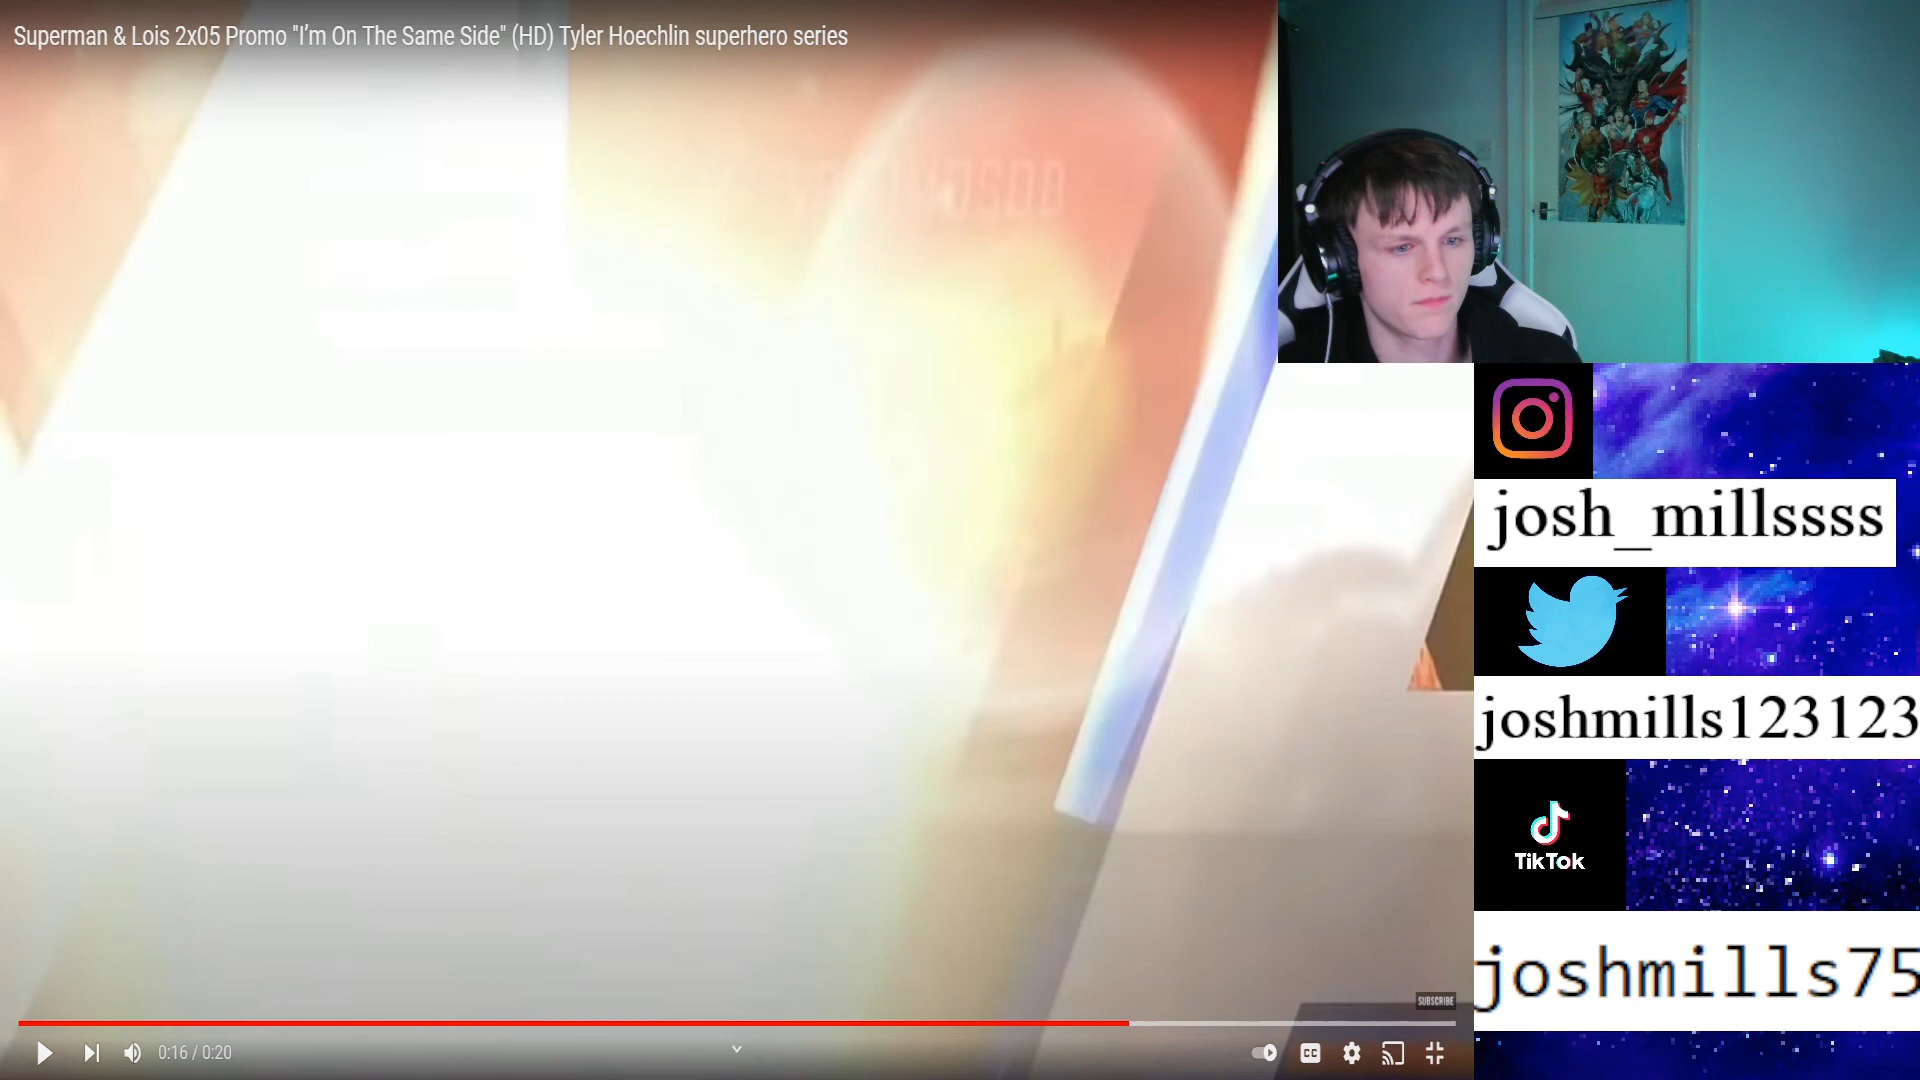 Superman & Lois 2x05 Promo "I’m On The Same Side" (HD) Tyler Hoechlin superhero series
josh_millssss
joshmills123123
TikTok
joshmills75
SUBSCRIBE
0:16 / 0:20
CC